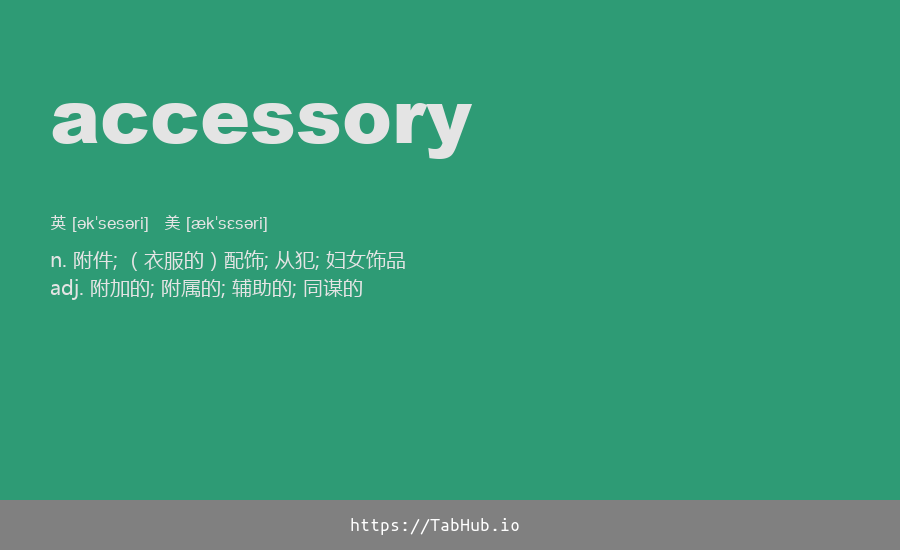 accessory
英 [əkˈsesəri] 美 [ækˈsɛsəri]
n. 附件; （衣服的）配饰; 从犯; 妇女饰品
adj. 附加的; 附属的; 辅助的; 同谋的
https://TabHub.io